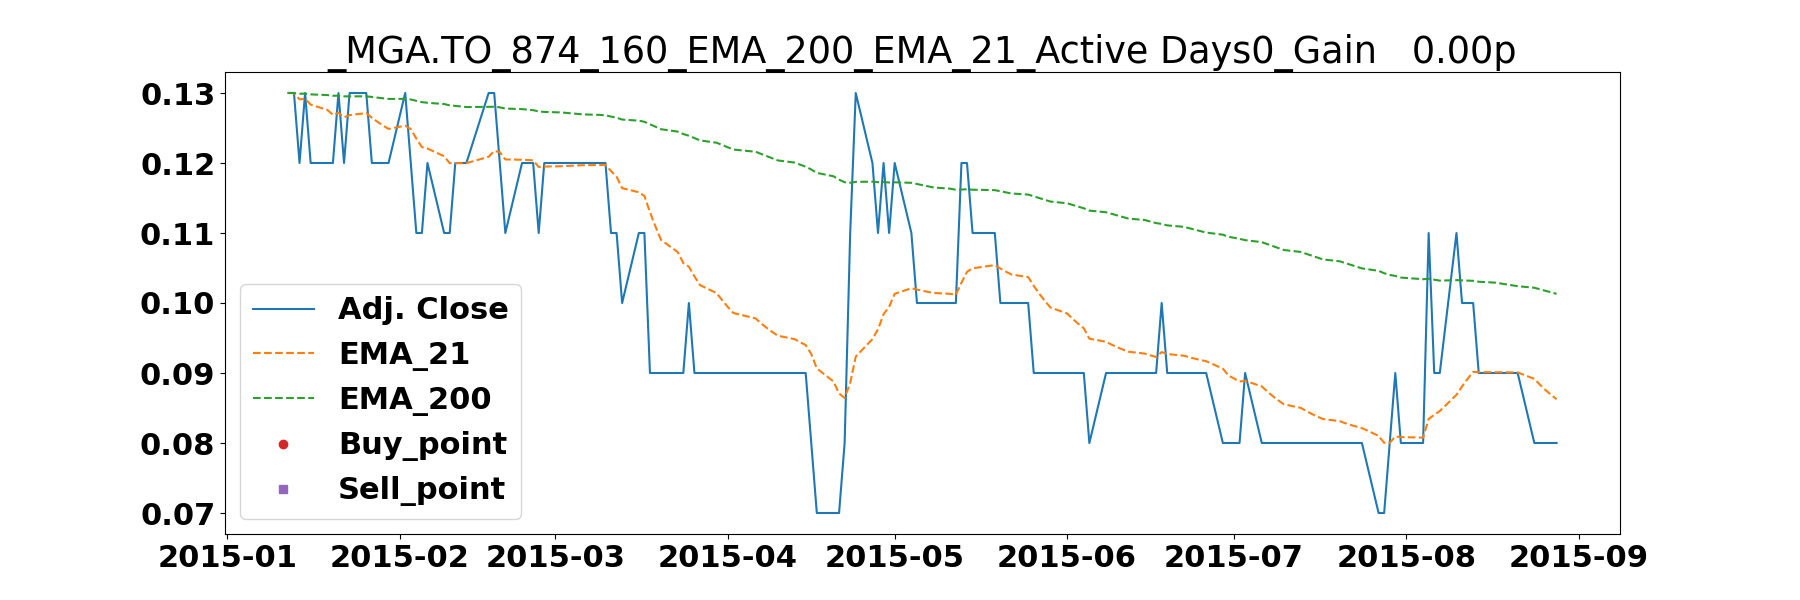 _MGA.TO_874_160_EMA_200_EMA_21_Active Days0_Gain   0.00p
0.13
0.12
0.11
0.10
0.09
0.08
0.07
Adj. Close
EMA_21
EMA_200
Buy_point
Sell_point
2015-01 2015-02 2015-03 2015-04 2015-05 2015-06 2015-07 2015-08 2015-09